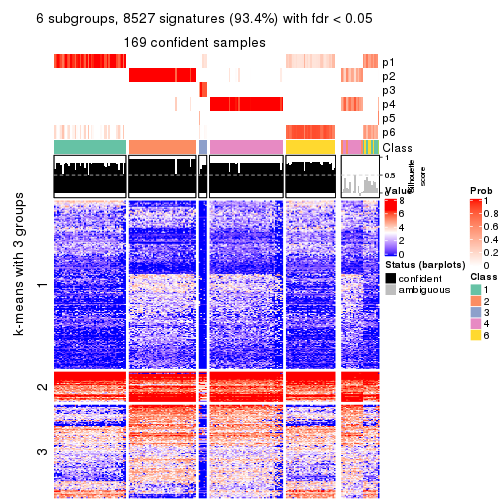 6 subgroups, 8527 signatures (93.4%) with fdr < 0.05
169 confident samples
p1
p2
p3
p4
p5
p6
Class
1
0.5
0
Silhouette
score
k-means with 3 groups
1
2
3
Value
8
6
4
2
0
Status (barplots)
confident
ambiguous
Prob
1
0.8
0.6
0.4
0.2
0
Class
1
2
3
4
6